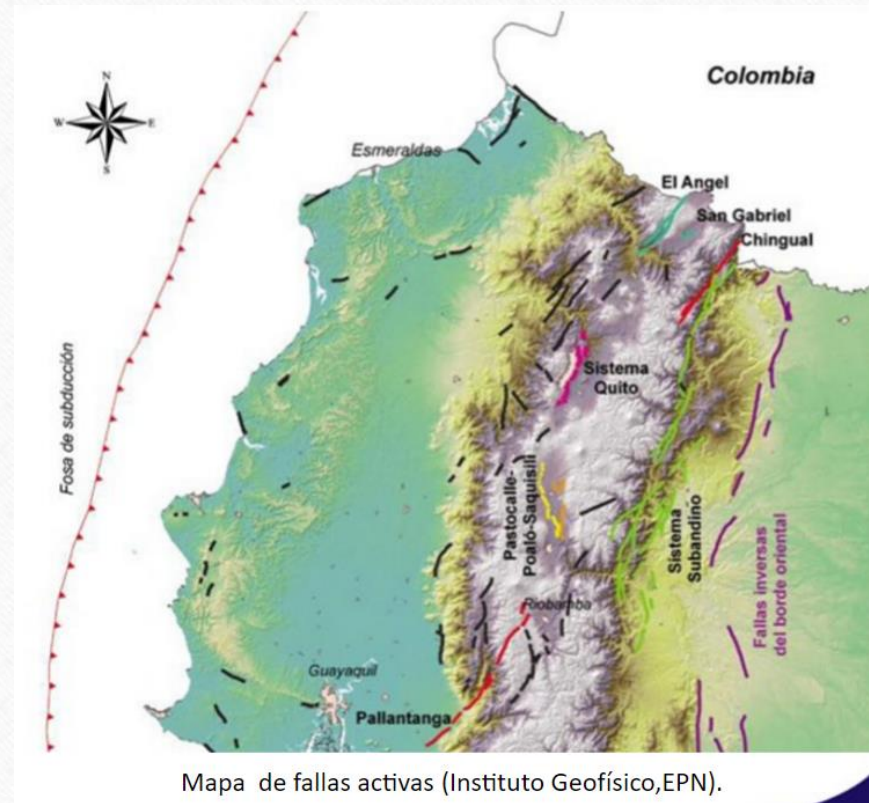 Colombia
N
W
E
S
Esmeraldas
El Angel
San Gabriel
Chingual
Fosa de subducción
Sistema
Quito
Pastocalle-
Poaló-Saquisilí
Sistema
Subandino
Fallas inversas
del borde oriental
Riobamba
Guayaquil
Pallantanga
Mapa de fallas activas (Instituto Geofísico,EPN).